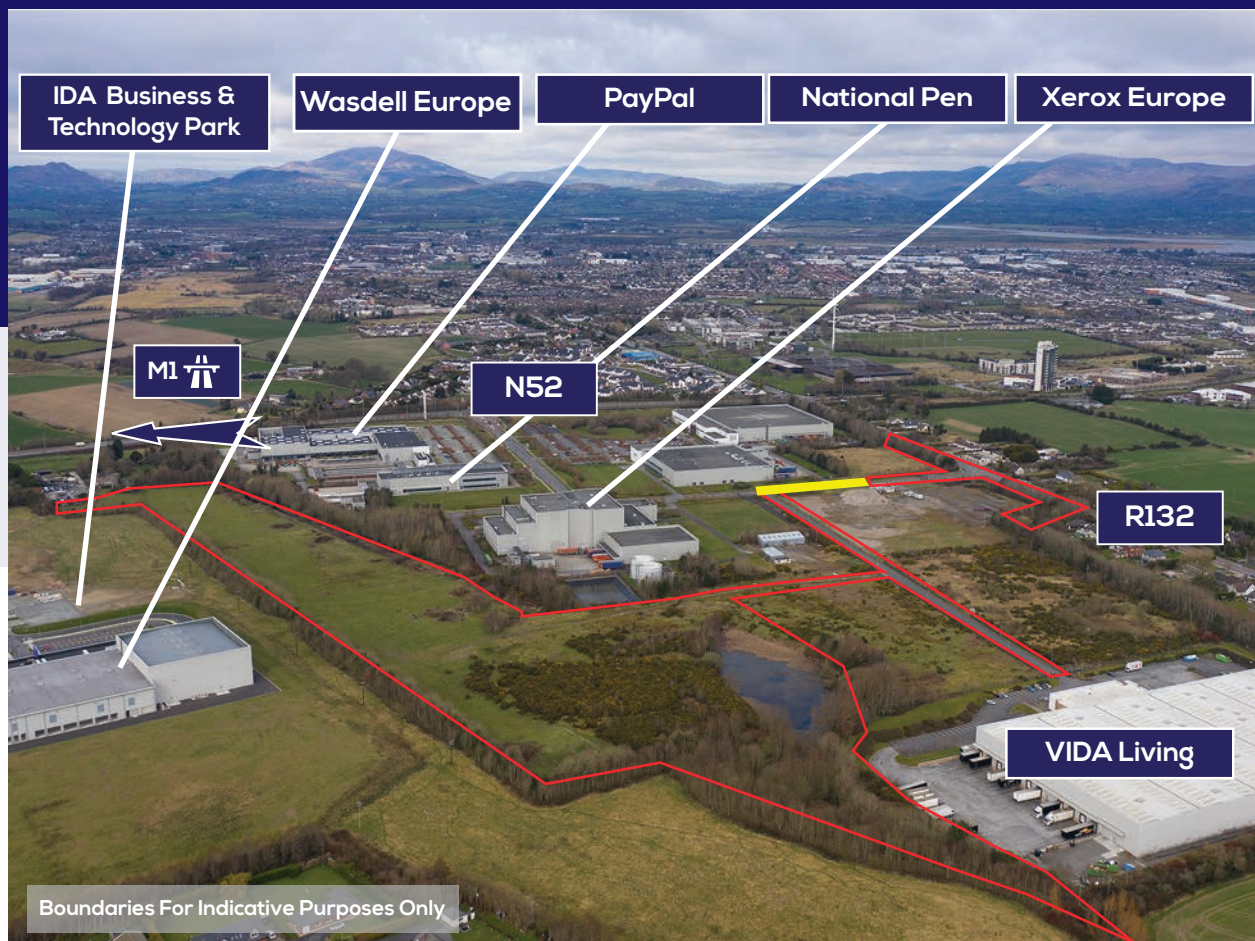 IDA Business &
Technology Park
Wasdell Europe
PayPal
National Pen
Xerox Europe
M1
N52
R132
VIDA Living
Boundaries For Indicative Purposes Only